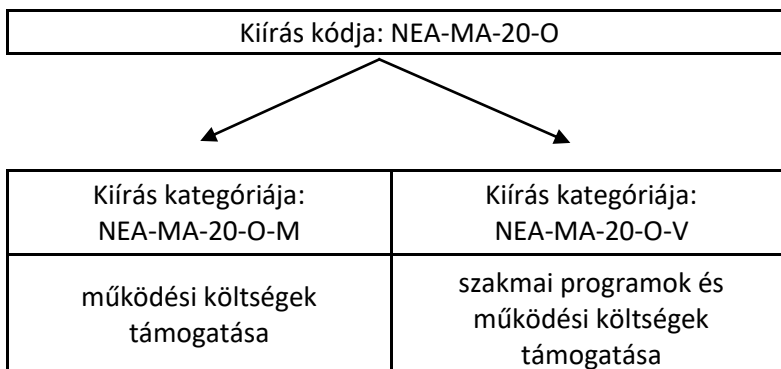 Kiírás kódja: NEA-MA-20-O
Kiírás kategóriája:
NEA-MA-20-O-M
Kiírás kategóriája:
NEA-MA-20-O-V
működési költségek
támogatása
szakmai programok és
működési költségek
támogatása